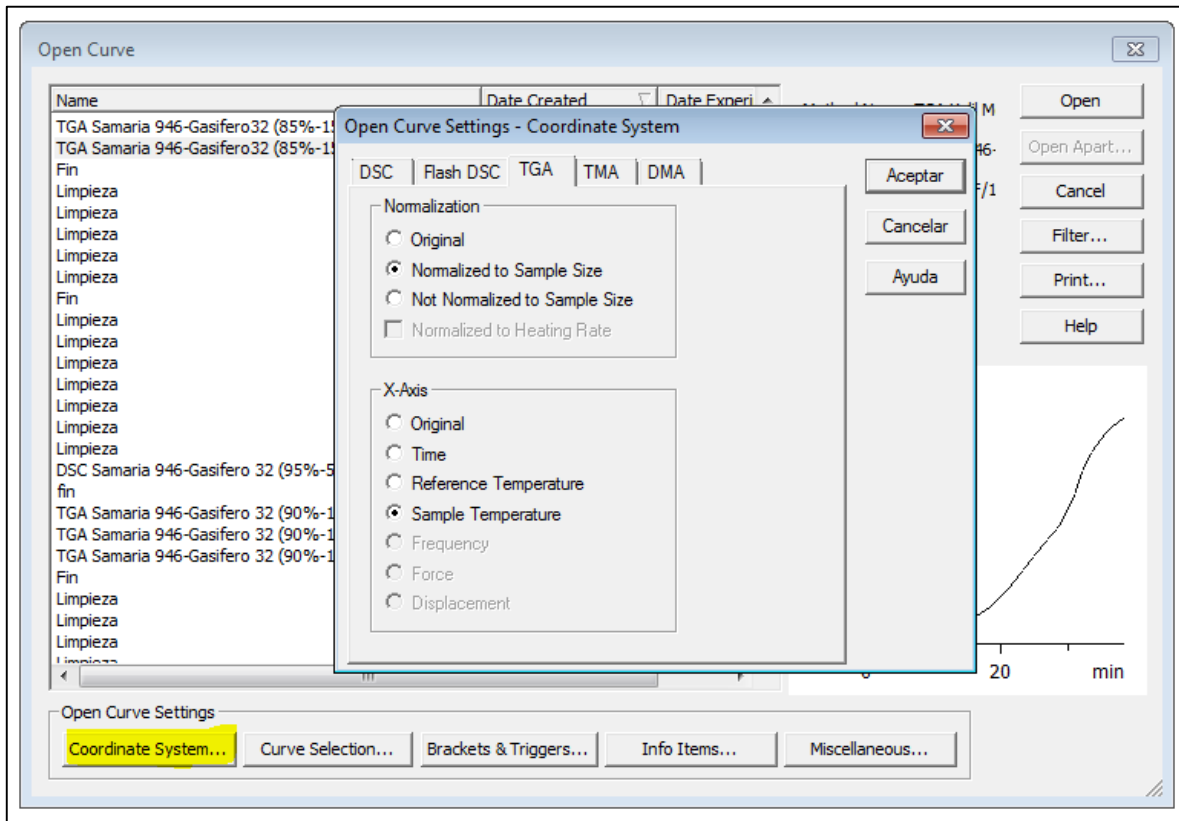 Open Curve
Name Date Created Date Experi
TGA Samaria 946-Gasifero32 (85%-15
TGA Samaria 946-Gasifero32 (85%-15
Fin
Limpieza
Limpieza
Limpieza
Limpieza
Limpieza
Fin
Limpieza
Limpieza
Limpieza
Limpieza
Limpieza
Limpieza
Limpieza
DSC Samaria 946-Gasifero 32 (95%-5
fin
TGA Samaria 946-Gasifero 32 (90%-1
TGA Samaria 946-Gasifero 32 (90%-1
TGA Samaria 946-Gasifero 32 (90%-1
Fin
Limpieza
Limpieza
Limpieza
Limpieza
Open Curve Settings - Coordinate System
DSC Flash DSC TGA TMA DMA
Normalization
Original
Normalized to Sample Size
Not Normalized to Sample Size
Normalized to Heating Rate
X-Axis
Original
Time
Reference Temperature
Sample Temperature
Frequency
Force
Displacement
Aceptar
Cancelar
Ayuda
M
46-
F/1
Open
Open Apart...
Cancel
Filter...
Print...
Help
20 min
Open Curve Settings
Coordinate System... Curve Selection... Brackets & Triggers... Info Items... Miscellaneous...